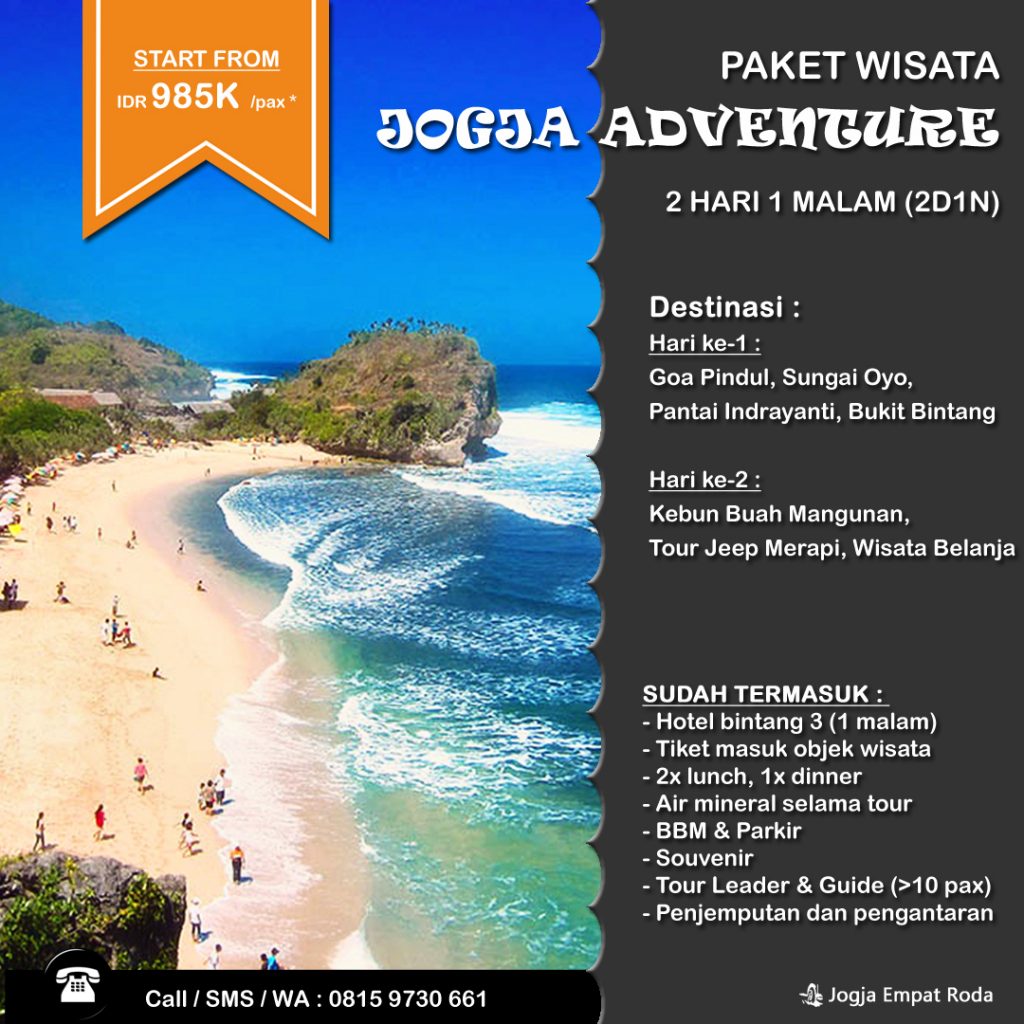 START FROM
IDR 985K /pax *
PAKET WISATA
JOGJA ADVENTURE
2 HARI 1 MALAM (2D1N)
Destinasi :
Hari ke-1 :
Goa Pindul, Sungai Oyo,
Pantai Indrayanti, Bukit Bintang
Hari ke-2 :
Kebun Buah Mangunan,
Tour Jeep Merapi, Wisata Belanja
SUDAH TERMASUK :
- Hotel bintang 3 (1 malam)
- Tiket masuk objek wisata
- 2x lunch, 1x dinner
- Air mineral selama tour
- BBM & Parkir
- Souvenir
- Tour Leader & Guide (>10 pax)
- Penjemputan dan pengantaran
Call / SMS / WA : 0815 9730 661
Jogja Empat Roda